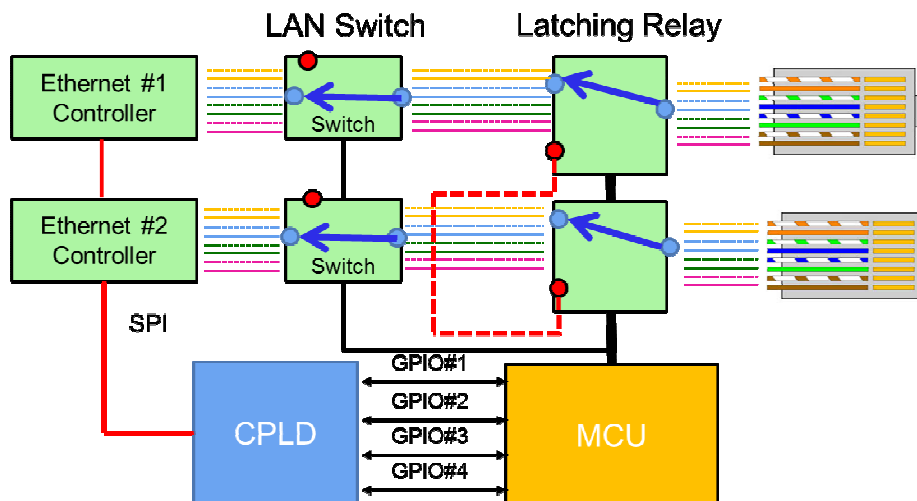 LAN Switch
Latching Relay
Ethernet #1
Controller
Switch
Ethernet #2
Controller
Switch
SPI
GPIO#1
GPIO#2
GPIO#3
GPIO#4
CPLD
MCU